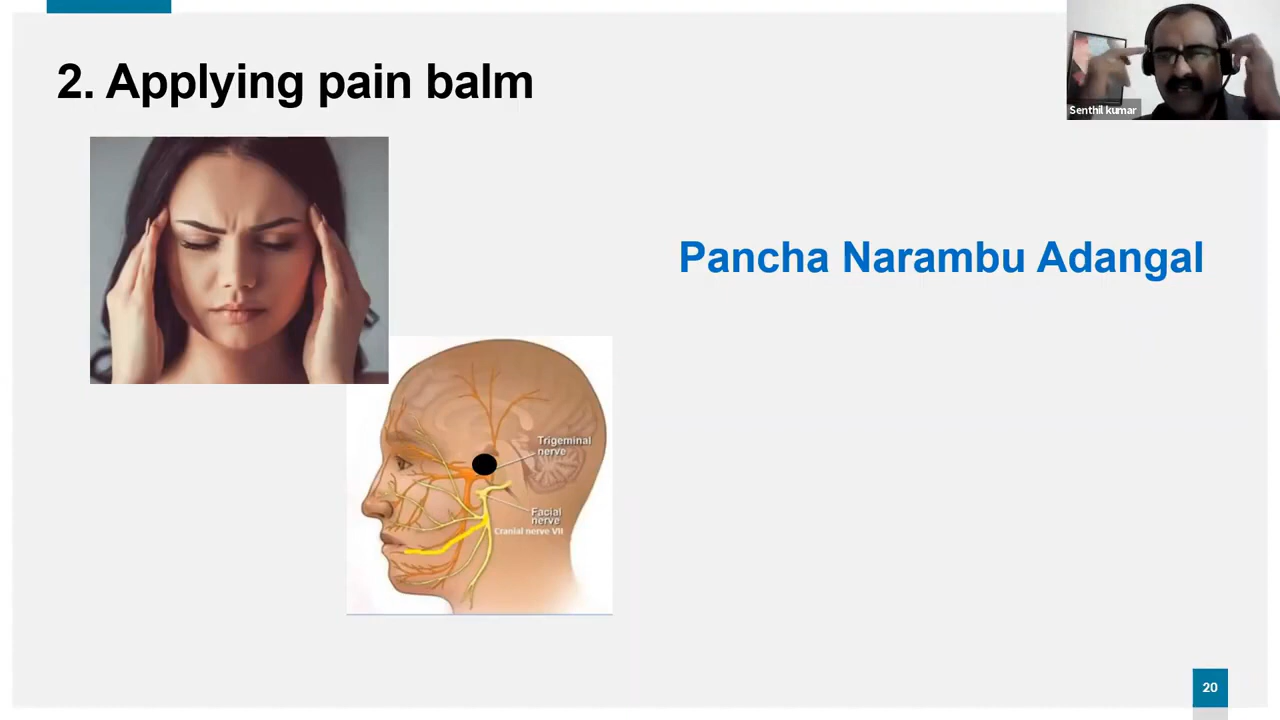 2. Applying pain balm
Senthil kumar
Pancha Narambu Adangal
Trigeminal
nerve
Facial
nerve
Cranial nerve VII
20